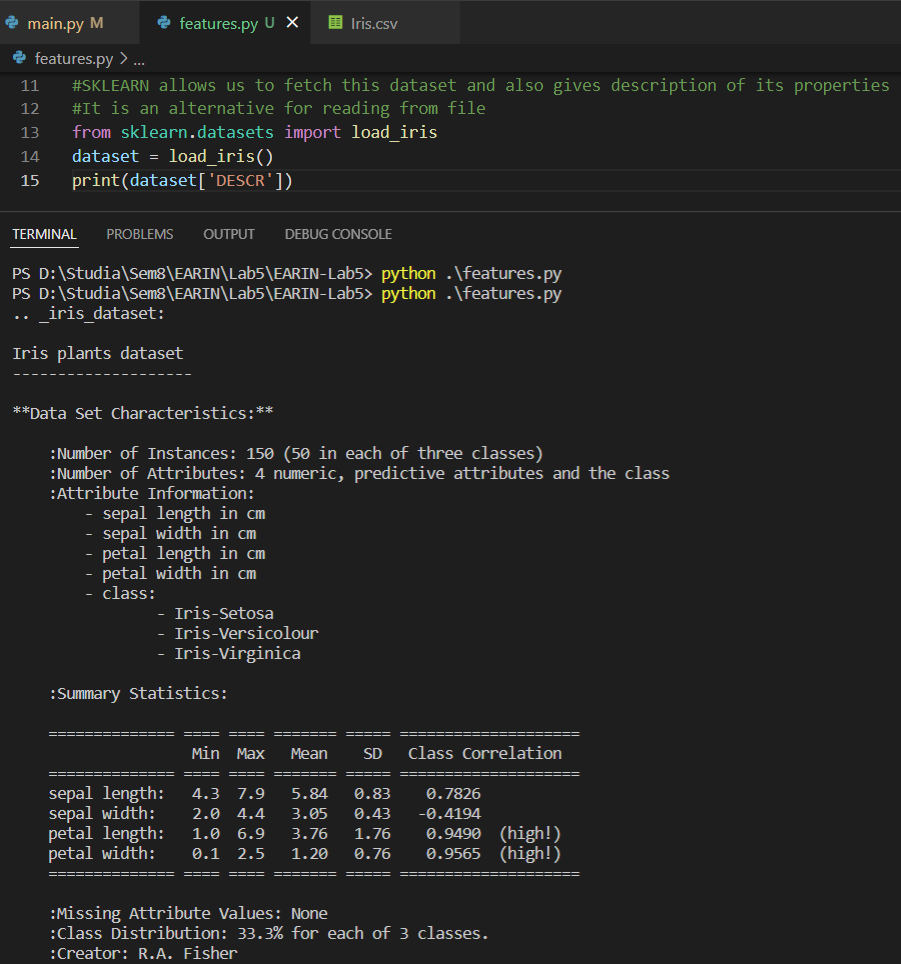 main.py M features.py U Iris.csv
features.py > ...
11 #SKLEARN allows us to fetch this dataset and also gives description of its properties
12 #It is an alternative for reading from file
13 from sklearn.datasets import load_iris
14 dataset = load_iris()
15 print(dataset['DESCR'])
TERMINAL PROBLEMS OUTPUT DEBUG CONSOLE
PS D:\Studia\Sem8\EARIN\Lab5\EARIN-Lab5> python .\features.py
PS D:\Studia\Sem8\EARIN\Lab5\EARIN-Lab5> python .\features.py
.. _iris_dataset:
Iris plants dataset
--------------------
**Data Set Characteristics:**
:Number of Instances: 150 (50 in each of three classes)
:Number of Attributes: 4 numeric, predictive attributes and the class
:Attribute Information:
- sepal length in cm
- sepal width in cm
- petal length in cm
- petal width in cm
- class:
- Iris-Setosa
- Iris-Versicolour
- Iris-Virginica
:Summary Statistics:
============== ==== ==== ======= ===== ====================
Min Max Mean SD Class Correlation
============== ==== ==== ======= ===== ====================
sepal length: 4.3 7.9 5.84 0.83 0.7826
sepal width: 2.0 4.4 3.05 0.43 -0.4194
petal length: 1.0 6.9 3.76 1.76 0.9490 (high!)
petal width: 0.1 2.5 1.20 0.76 0.9565 (high!)
============== ==== ==== ======= ===== ====================
:Missing Attribute Values: None
:Class Distribution: 33.3% for each of 3 classes.
:Creator: R.A. Fisher